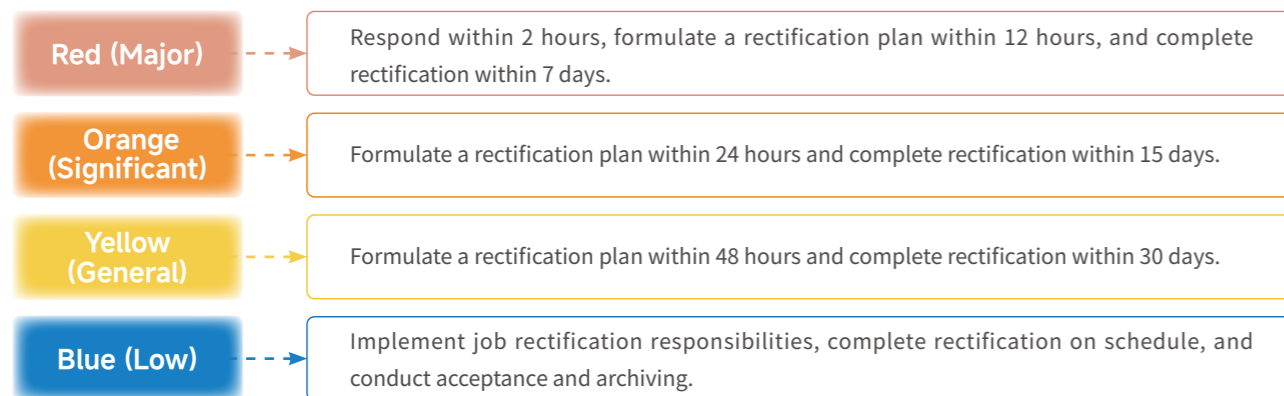 Red (Major)
Respond within 2 hours, formulate a rectification plan within 12 hours, and complete
rectification within 7 days.
Orange
(Significant)
Formulate a rectification plan within 24 hours and complete rectification within 15 days.
Yellow
(General)
Formulate a rectification plan within 48 hours and complete rectification within 30 days.
Blue (Low)
Implement job rectification responsibilities, complete rectification on schedule, and
conduct acceptance and archiving.